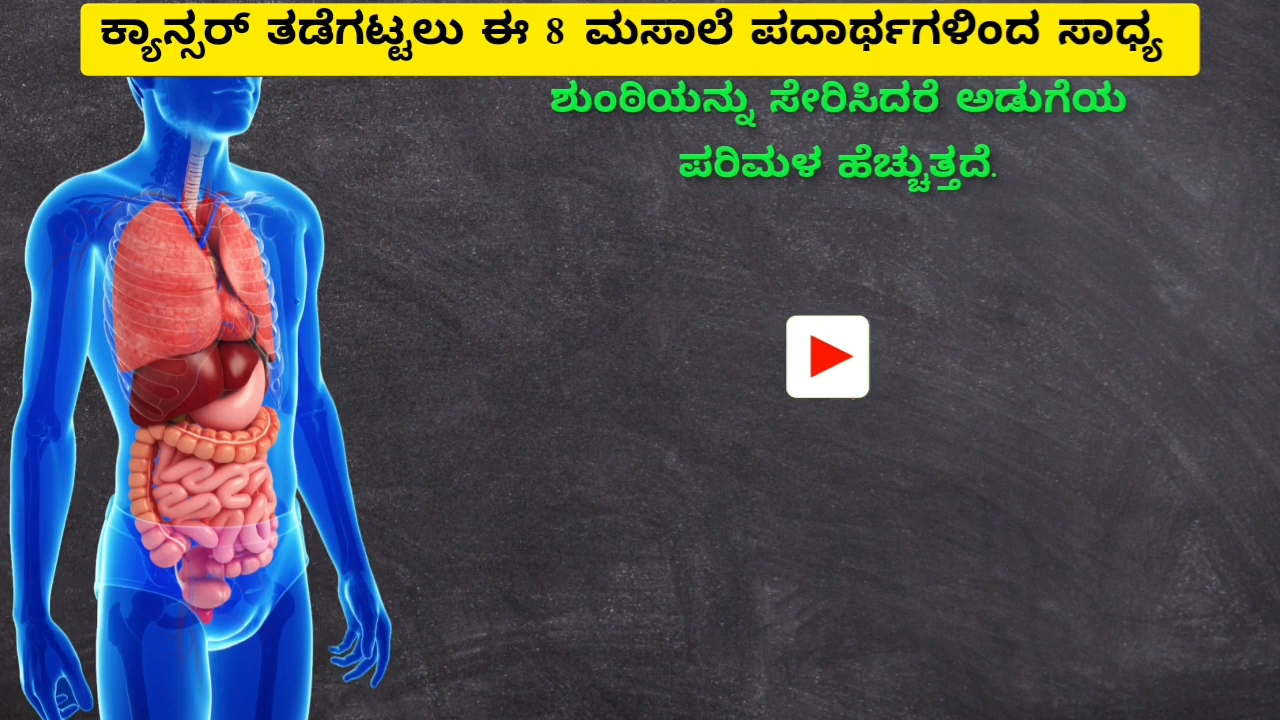 ಕ್ಯಾನ್ಸರ್ ತಡೆಗಟ್ಟಲು ಈ 8 ಮಸಾಲೆ ಪದಾರ್ಥಗಳಿಂದ ಸಾಧ್ಯ
ಶುಂಠಿಯನ್ನು ಸೇರಿಸಿದರೆ ಅಡುಗೆಯ
ಪರಿಮಳ ಹೆಚ್ಚುತ್ತದೆ.